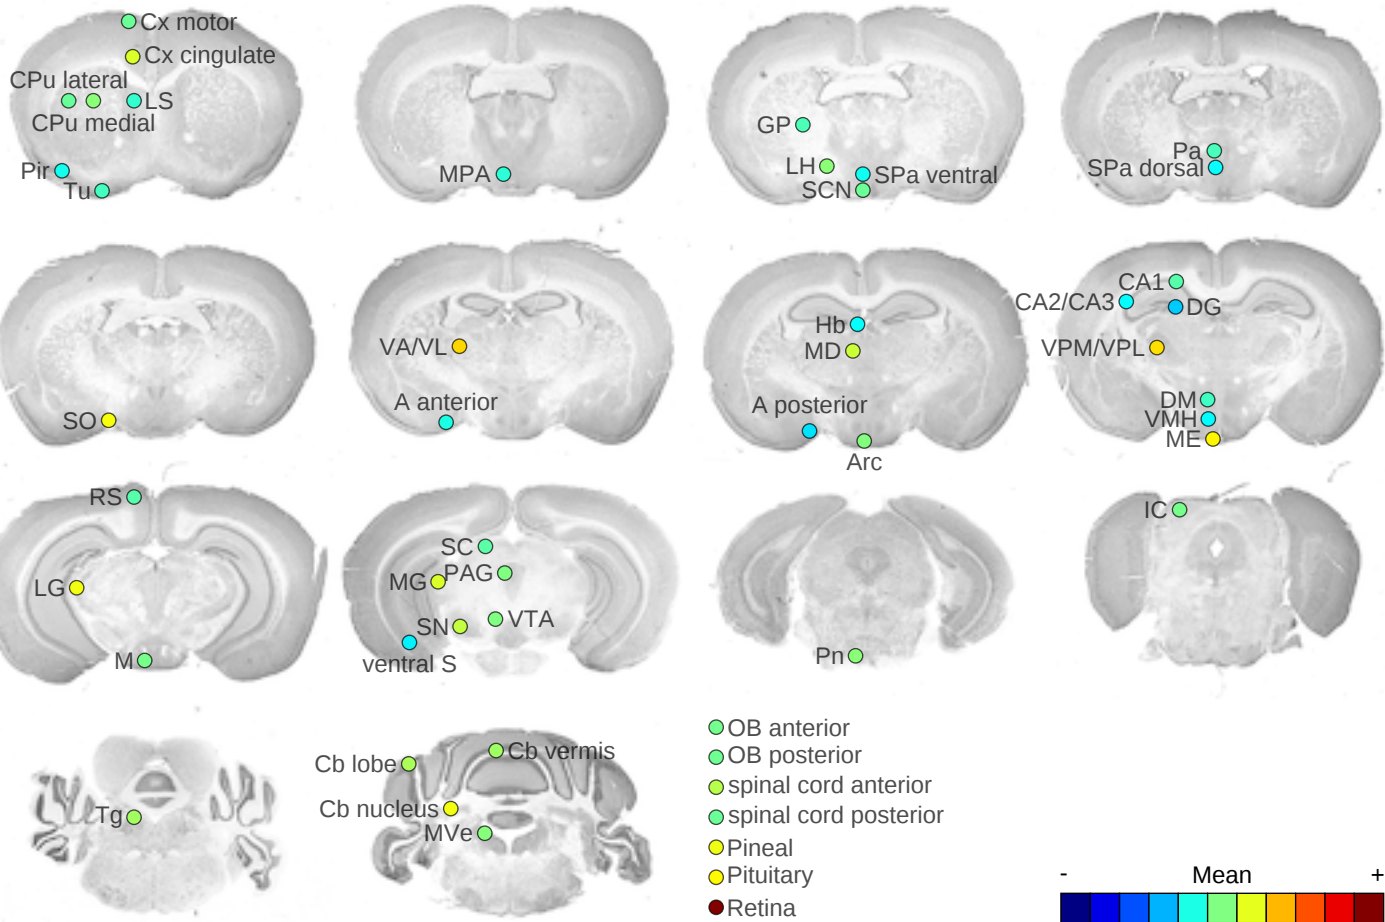 Cx motor
Cx cingulate
CPu lateral
LS
CPu medial
Pir
Tu
MPA
GP
LH
SPa ventral
SCN
Pa
SPa dorsal
SO
VA/VL
A anterior
Hb
MD
A posterior
Arc
CA1
CA2/CA3
DG
VPM/VPL
DM
VMH
ME
RS
LG
M
SC
PAG
MG
VTA
SN
ventral S
Pn
IC
Tg
Cb vermis
Cb lobe
Cb nucleus
MVe
OB anterior
OB posterior
spinal cord anterior
spinal cord posterior
Pineal
Pituitary
Retina
- Mean +